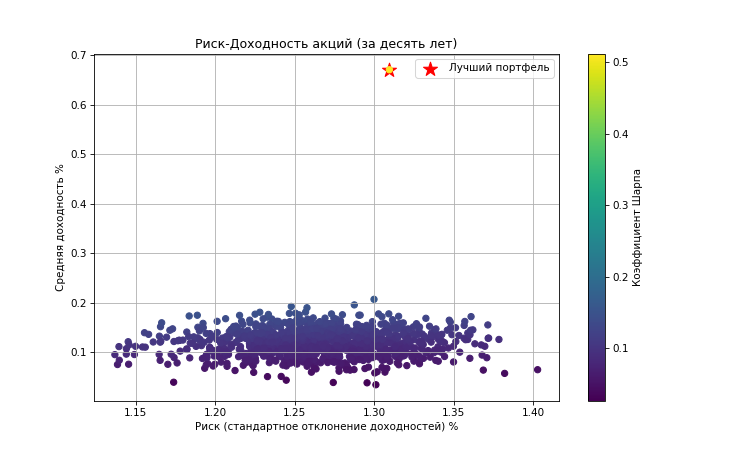 Риск-Доходность акций (за десять лет)
Лучший портфель
Средняя доходность %
0.7
0.6
0.5
0.4
0.3
0.2
0.1
1.15 1.20 1.25 1.30 1.35 1.40
Риск (стандартное отклонение доходностей) %
0.5
0.4
0.3
0.2
0.1
Коэффициент Шарпа